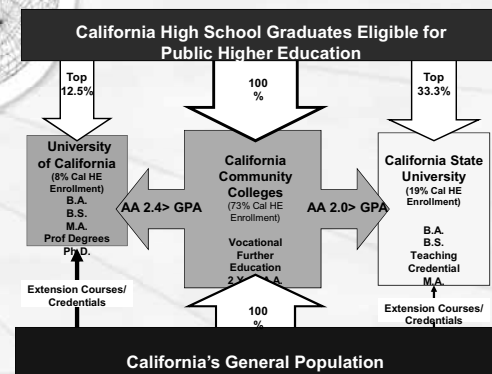 California High School Graduates Eligible for
Public Higher Education
Top
12.5%
100
%
Top
33.3%
University
of California
(8% Cal HE
Enrollment)
B.A.
B.S.
M.A.
Prof Degrees
Ph.D.
AA 2.4> GPA
California
Community
Colleges
(73% Cal HE
Enrollment)
Vocational
Further
Education
A.A.
AA 2.0> GPA
California State
University
(19% Cal HE
Enrollment)
B.A.
B.S.
Teaching
Credential
M.A.
Extension Courses/
Credentials
100
%
Extension Courses/
Credentials
California's General Population